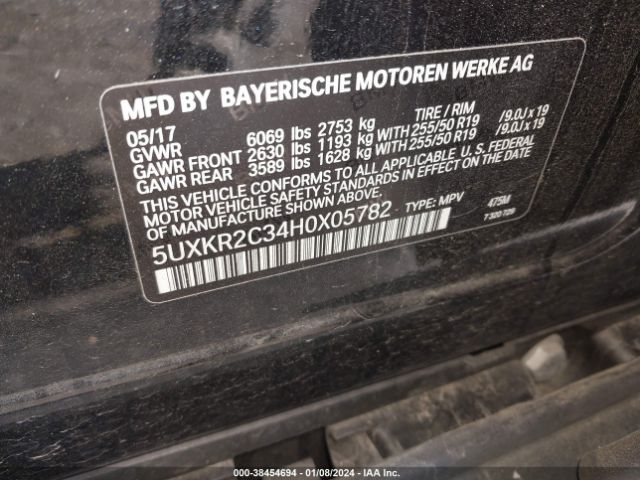 MFD BY BAYERISCHE MOTOREN WERKE AG
05/17 TIRE / RIM
GVWR 6069 lbs 2753 kg
GAWR FRONT 2630 lbs 1193 kg WITH 255/50 R19 /9.0J x 19
GAWR REAR 3589 lbs 1628 kg WITH 255/50 R19 /9.0J x 19
THIS VEHICLE CONFORMS TO ALL APPLICABLE U. S. FEDERAL
MOTOR VEHICLE SAFETY STANDARDS IN EFFECT ON THE DATE
OF MANUFACTURE SHOWN ABOVE.
5UXKR2C34H0X05782 TYPE: MPV 475M
7 320 729
000-38454694 - 01/08/2024 - IAA Inc.